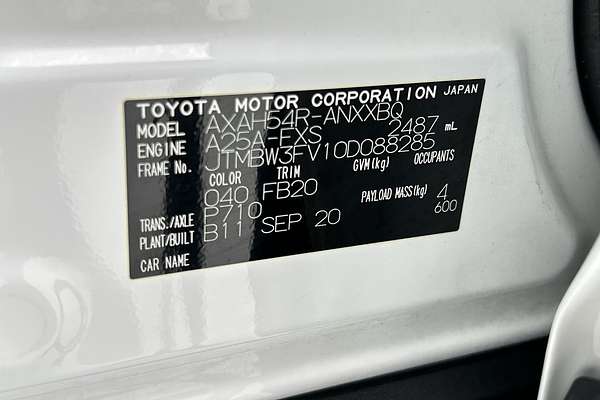 TOYOTA MOTOR CORPORATION JAPAN
MODEL AXAH54R-ANXXBQ
ENGINE A25A-FXS 2487 mL
FRAME No. JTMBW3FV10D088285
COLOR TRIM GVM(kg) OCCUPANTS
040 FB20 4
TRANS./AXLE P710 PAYLOAD MASS(kg) 600
PLANT/BUILT B11 SEP 20
CAR NAME